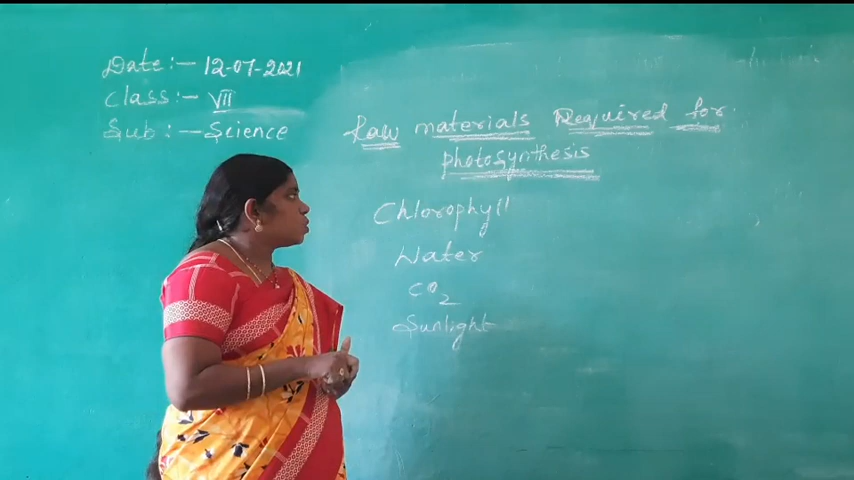 Date:- 12-07-2021
Class:- VII
Sub:- Science
Raw materials Required for
photosynthesis
Chlorophyll
Water
CO2
Sunlight